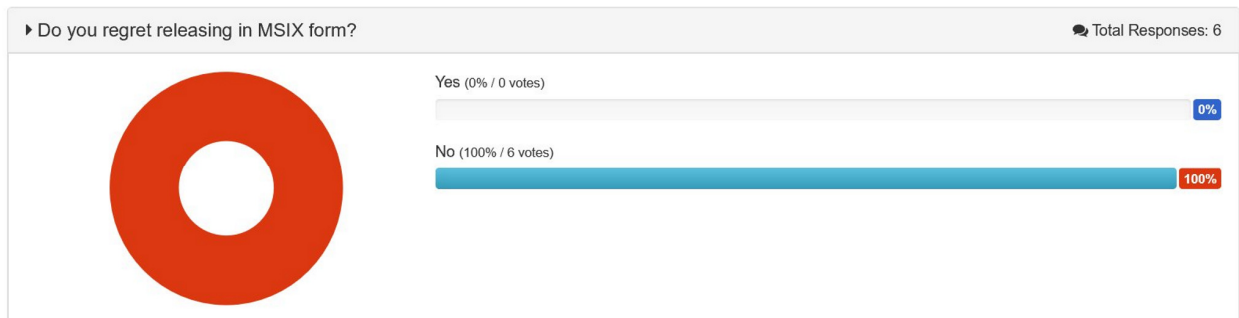 Do you regret releasing in MSIX form?
Total Responses: 6
Yes (0% / 0 votes)
0%
No (100% / 6 votes)
100%